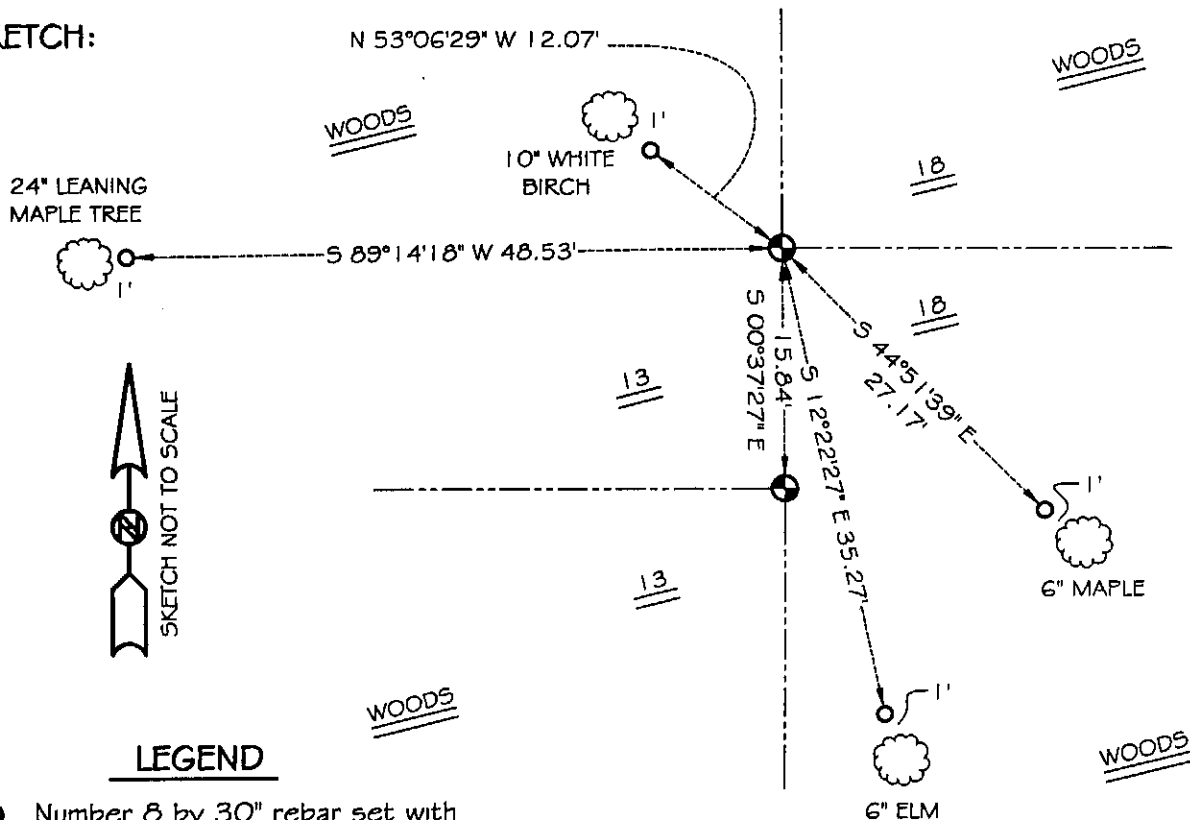 ETCH:
N 53°06'29" W 12.07'
WOODS
WOODS
1'
10" WHITE
BIRCH
18
24" LEANING
MAPLE TREE
1'
S 89°14'18" W 48.53'
18
S 00°37'27" E
15.84'
S 12°22'27" E 35.27'
S 44°51'39" E
27.17'
13
SKETCH NOT TO SCALE
N
1'
6" MAPLE
13
WOODS
1'
WOODS
6" ELM
LEGEND
Number 8 by 30" rebar set with